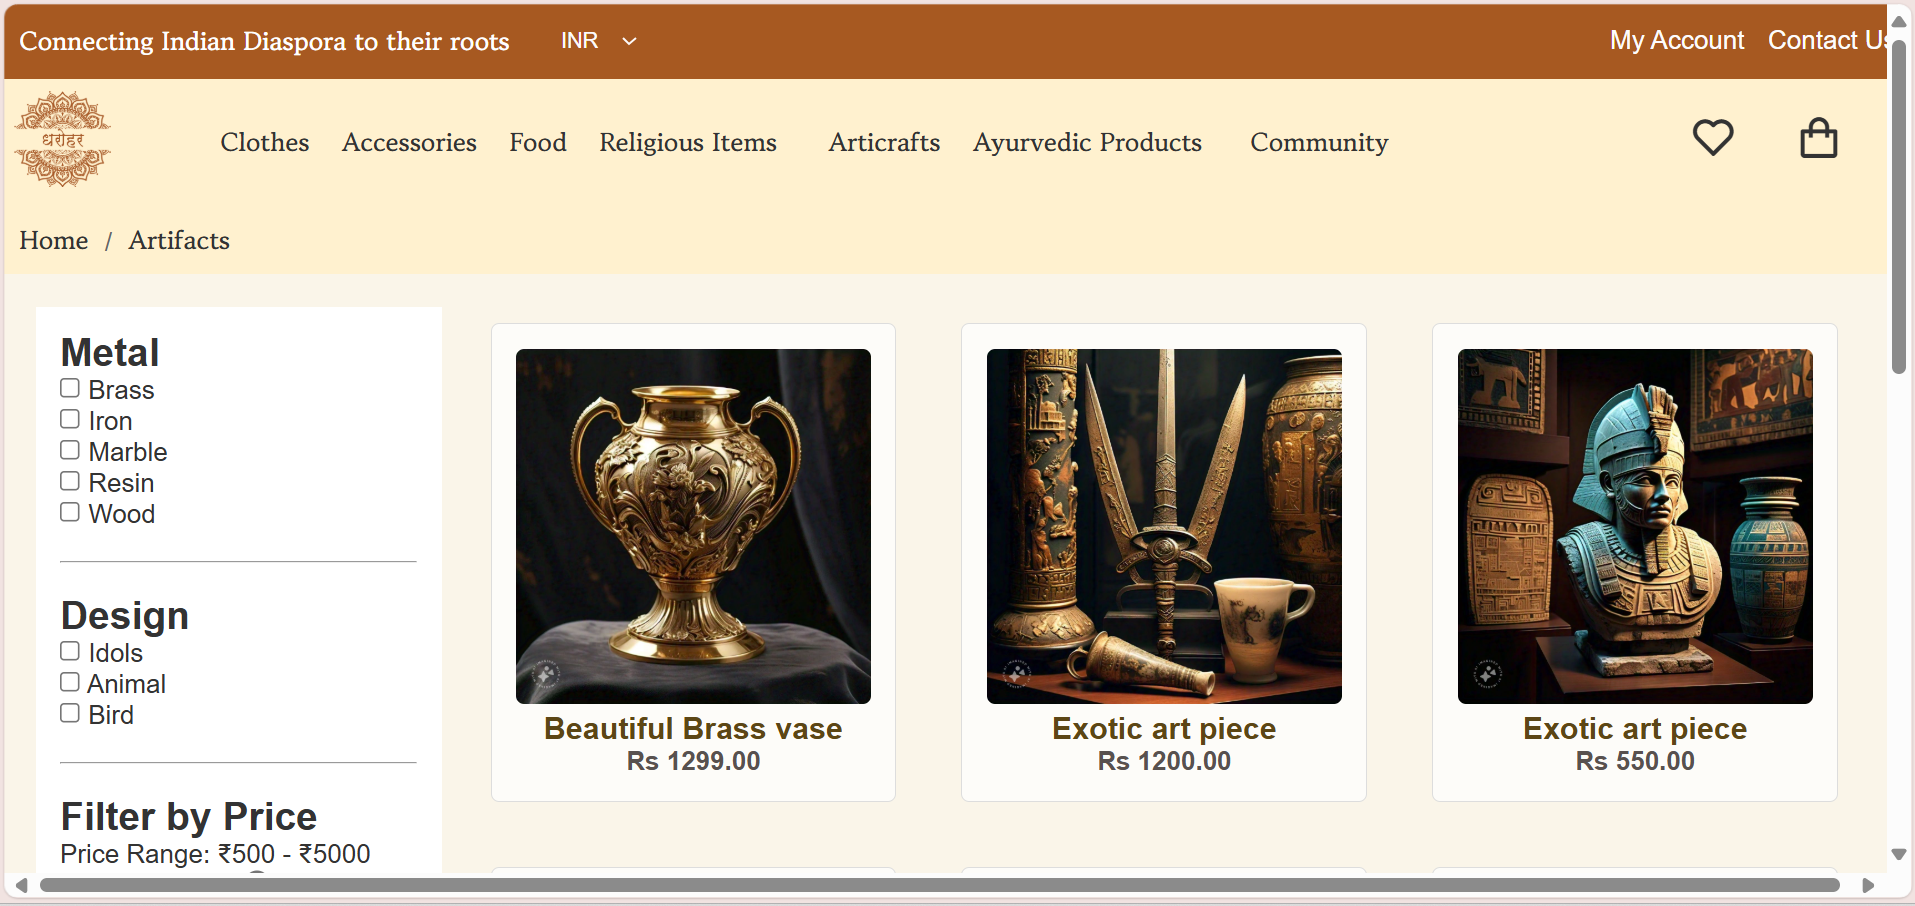 Connecting Indian Diaspora to their roots INR My Account Contact Us
धरोहर
Clothes Accessories Food Religious Items Articrafts Ayurvedic Products Community
Home / Artifacts
Metal
Brass
Iron
Marble
Resin
Wood
Design
Idols
Animal
Bird
Filter by Price
Price Range: ₹500 - ₹5000
Beautiful Brass vase
Rs 1299.00
Exotic art piece
Rs 1200.00
Exotic art piece
Rs 550.00